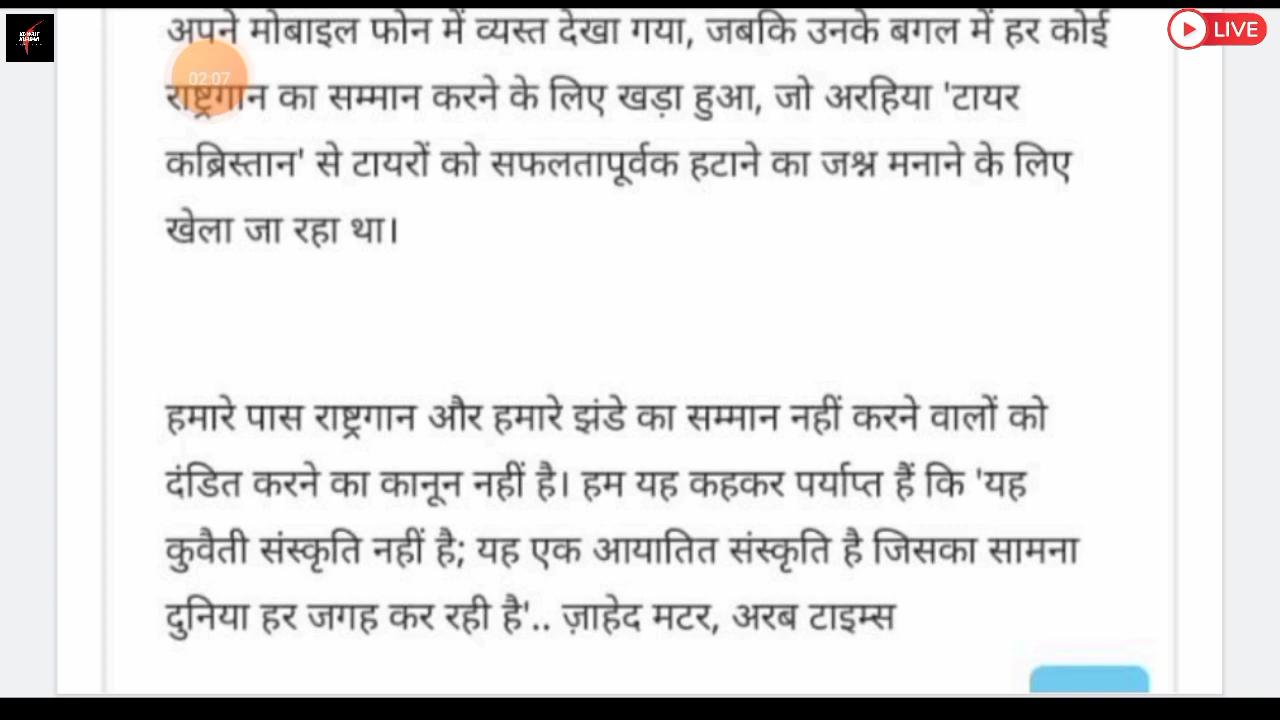 अपने मोबाइल फोन में व्यस्त देखा गया, जबकि उनके बगल में हर कोई
LIVE
02:07
राष्ट्रगान का सम्मान करने के लिए खड़ा हुआ, जो अरहिया 'टायर
कब्रिस्तान' से टायरों को सफलतापूर्वक हटाने का जश्न मनाने के लिए
खेला जा रहा था।
हमारे पास राष्ट्रगान और हमारे झंडे का सम्मान नहीं करने वालों को
दंडित करने का कानून नहीं है। हम यह कहकर पर्याप्त हैं कि 'यह
कुवैती संस्कृति नहीं है; यह एक आयातित संस्कृति है जिसका सामना
दुनिया हर जगह कर रही है'.. ज़ाहेद मटर, अरब टाइम्स